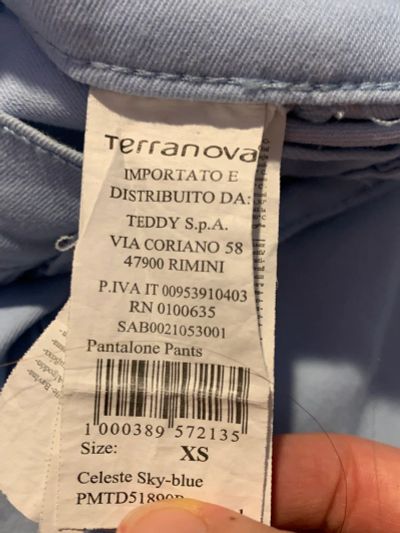 Terranova
IMPORTATO E
DISTRIBUITO DA:
TEDDY S.p.A.
VIA CORIANO 58
47900 RIMINI
P.IVA IT 00953910403
RN 0100635
SAB0021053001
Pantalone Pants
1 000389 572135
Size: XS
Celeste Sky-blue